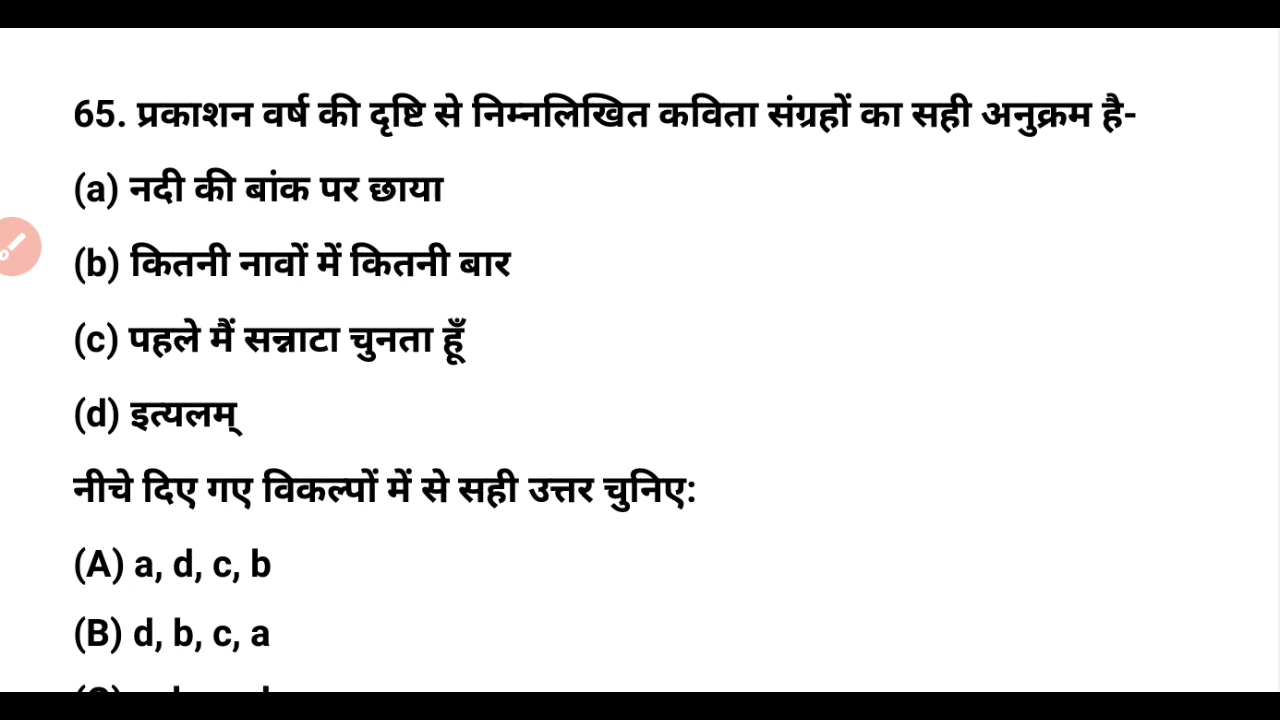 65. प्रकाशन वर्ष की दृष्टि से निम्नलिखित कविता संग्रहों का सही अनुक्रम है-
(a) नदी की बांक पर छाया
(b) कितनी नावों में कितनी बार
(c) पहले मैं सन्नाटा चुनता हूँ
(d) इत्यलम्
नीचे दिए गए विकल्पों में से सही उत्तर चुनिए:
(A) a, d, c, b
(B) d, b, c, a